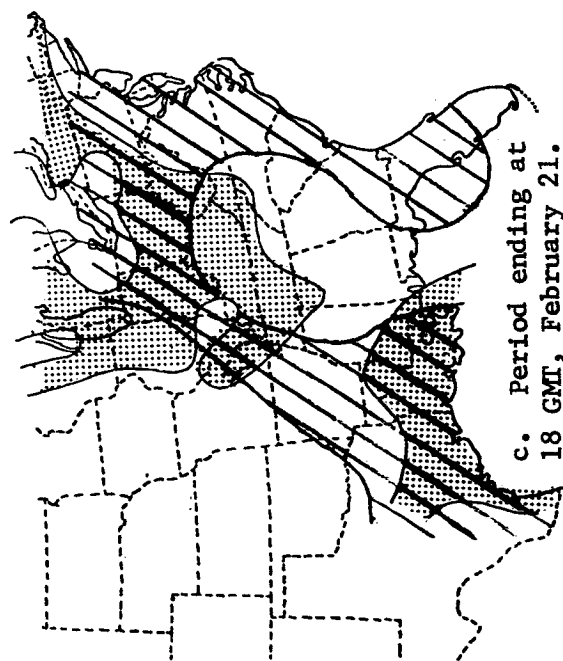 c. Period ending at
18 GMT, February 21.